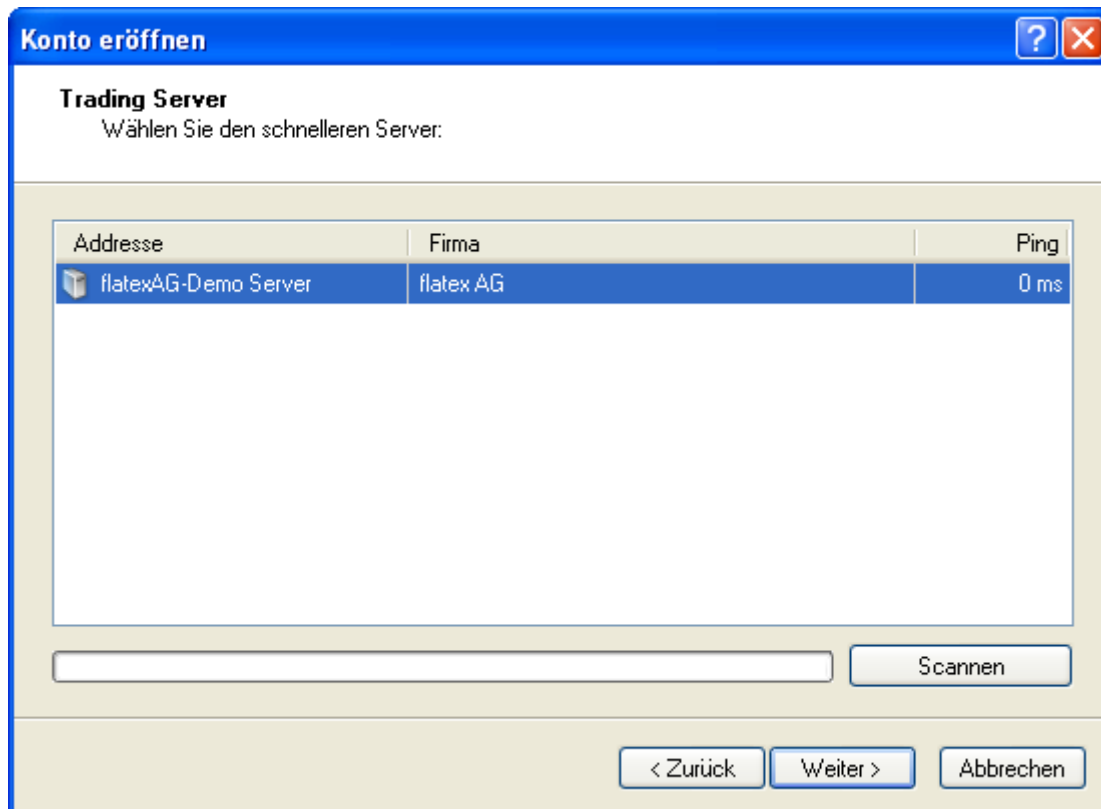 Konto eröffnen
Trading Server
Wählen Sie den schnelleren Server:
Addresse Firma Ping
flatexAG-Demo Server flatex AG 0 ms
Scannen
< Zurück Weiter > Abbrechen